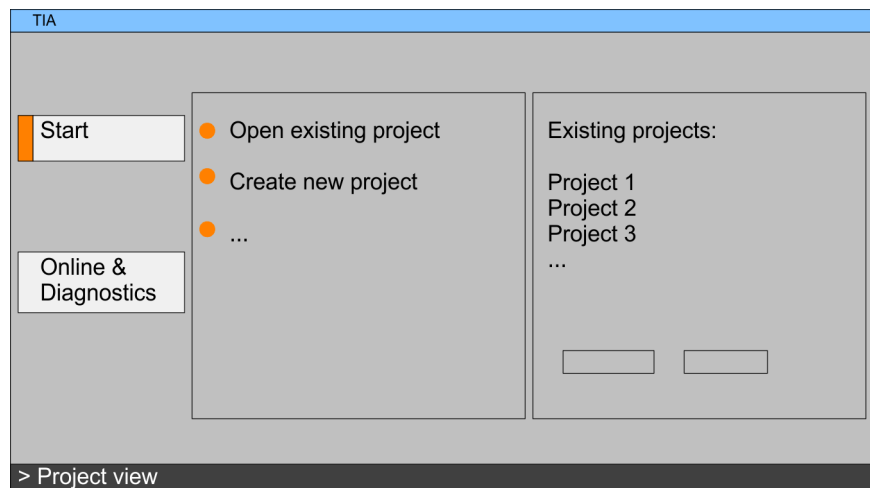 TIA
Start
Online &
Diagnostics
Open existing project
Create new project
...
Existing projects:
Project 1
Project 2
Project 3
...
> Project view